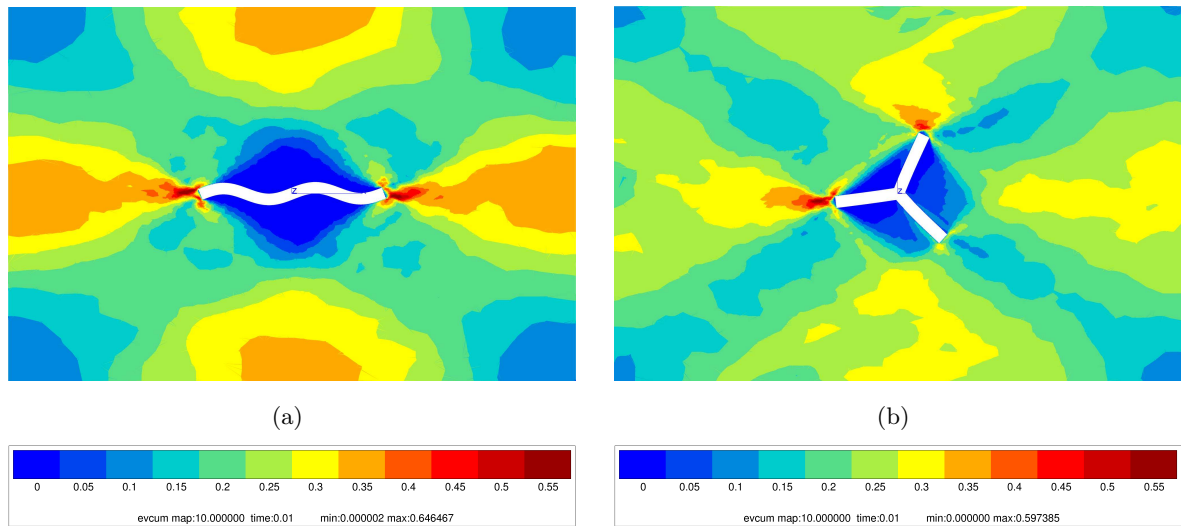 Z
Z
(a)
(b)
0 0.05 0.1 0.15 0.2 0.25 0.3 0.35 0.4 0.45 0.5 0.55
evcum map:10.000000 time:0.01 min:0.000002 max:0.646467
0 0.05 0.1 0.15 0.2 0.25 0.3 0.35 0.4 0.45 0.5 0.55
evcum map:10.000000 time:0.01 min:0.000000 max:0.597385